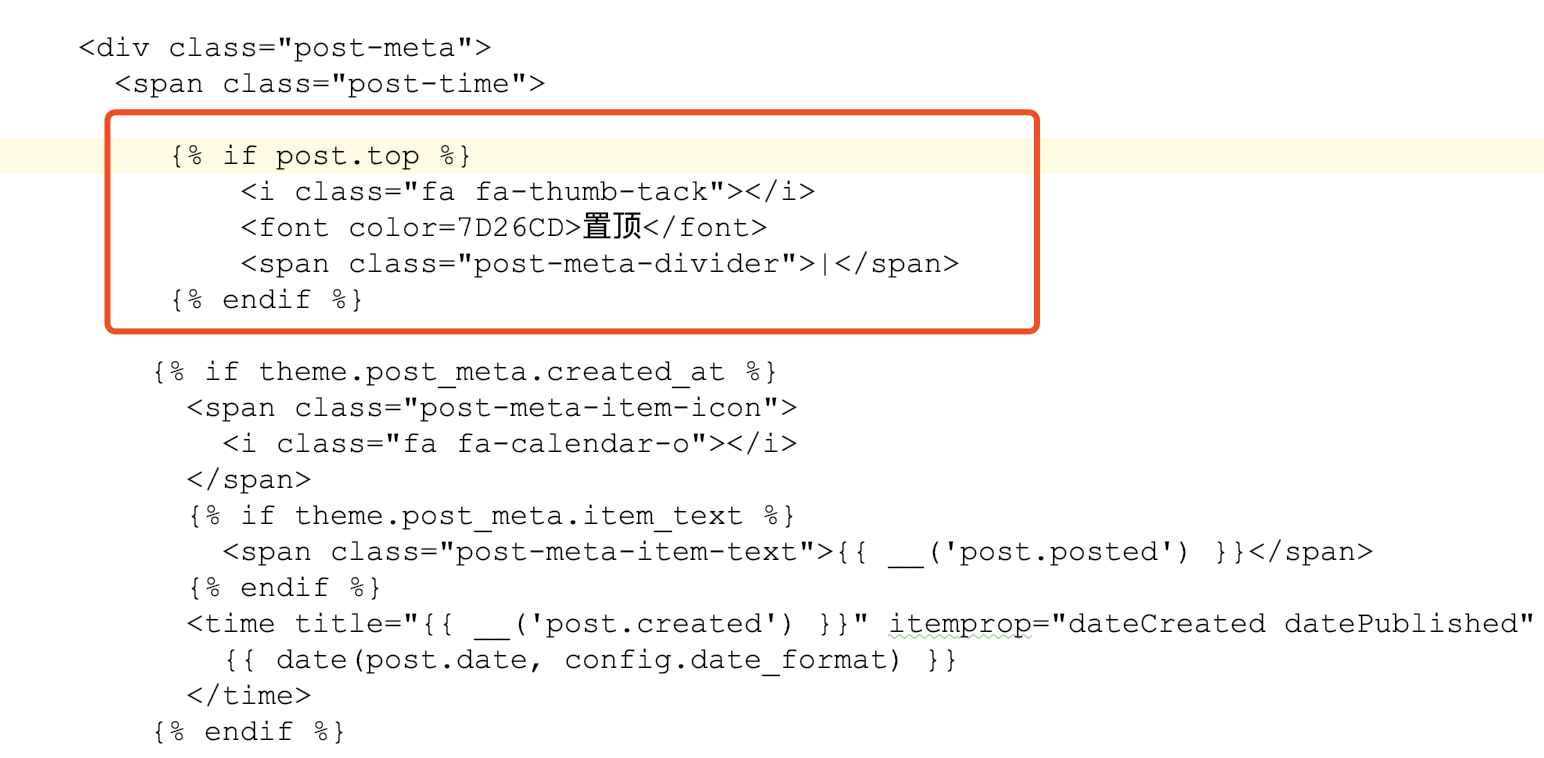 <div class="post-meta">
<span class="post-time">
{% if post.top %}
<i class="fa fa-thumb-tack"></i>
<font color=7D26CD>置顶</font>
<span class="post-meta-divider">|</span>
{% endif %}
{% if theme.post_meta.created_at %}
<span class="post-meta-item-icon">
<i class="fa fa-calendar-o"></i>
</span>
{% if theme.post_meta.item_text %}
<span class="post-meta-item-text">{{ __('post.posted') }}</span>
{% endif %}
<time title="{{ __('post.created') }}" itemprop="dateCreated datePublished"
{{ date(post.date, config.date_format) }}
</time>
{% endif %}